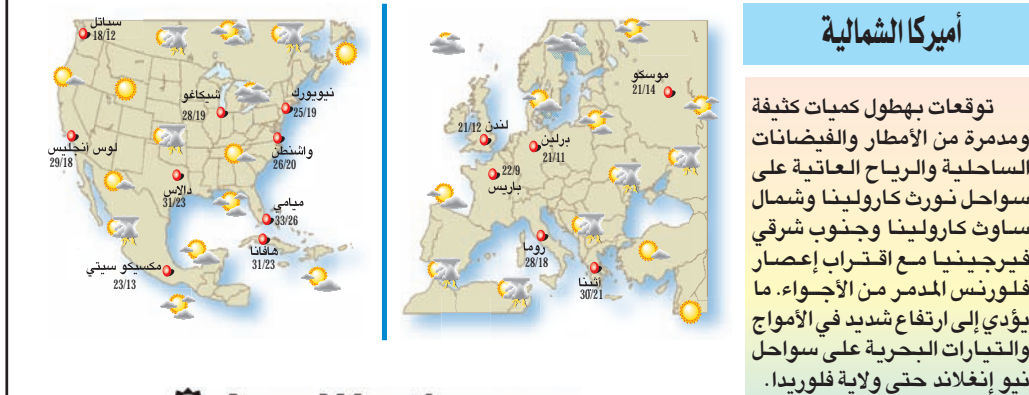 أميركا الشمالية
توقعات بهطول كميات كثيفة
ومدمرة من الأمطار والفيضانات
الساحلية والرياح العاتية على
سواحل نورث كارولينا وشمال
ساوث كارولينا وجنوب شرقي
فيرجينيا مع اقتراب إعصار
فلورنس المدمر من الأجواء. ما
يؤدي إلى ارتفاع شديد في الأمواج
والتيارات البحرية على سواحل
نيو إنغلاند حتى ولاية فلوريدا.
موسكو
21/14
لندن 21/12
برلين
21/11
22/9
باريس
روما
28/18
أثينا
30/21
سياتل
18/12
نيويورك
25/19
شيكاغو
28/19
واشنطن
26/20
لوس أنجليس
29/18
دالاس
31/23
ميامي
33/26
هافانا
31/23
مكسيكو سيتي
23/13